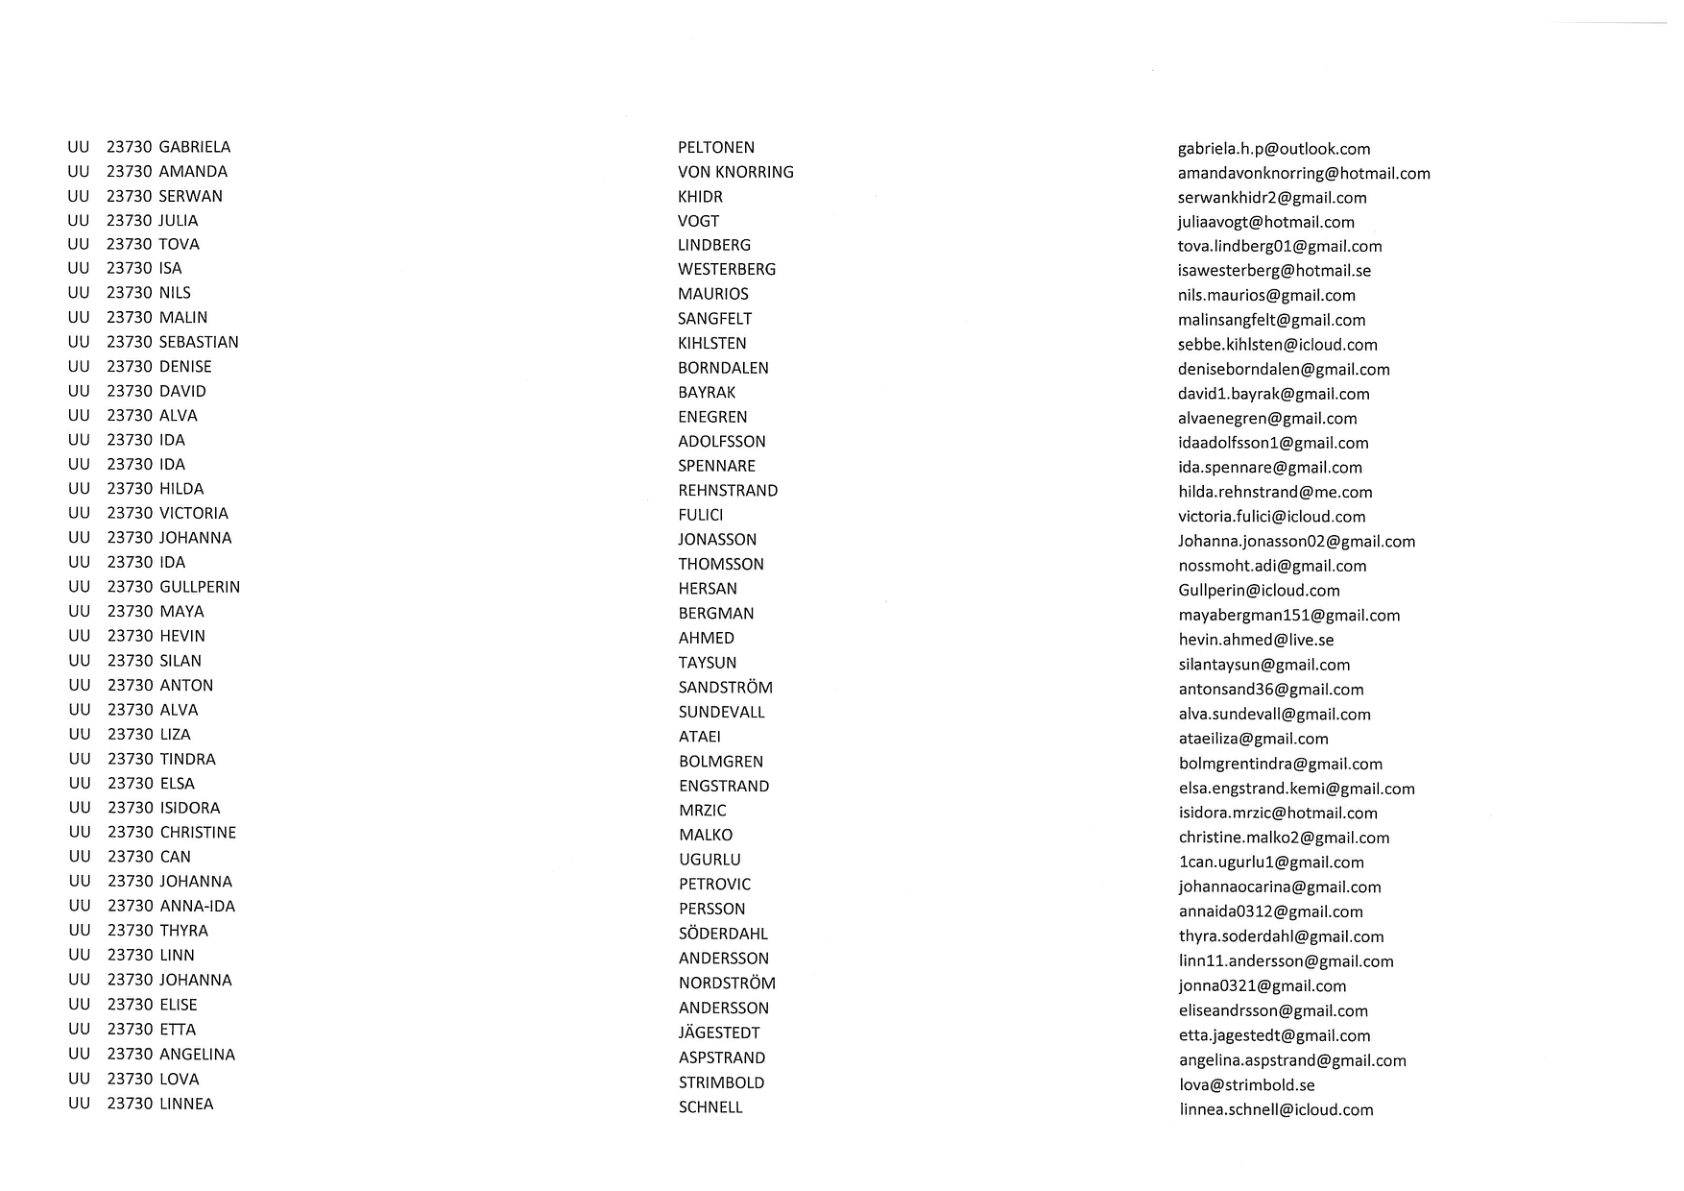 UU 23730 GABRIELA PELTONEN gabriela.h.p@outlook.com
UU 23730 AMANDA VON KNORRING amandavonknorring@hotmail.com
UU 23730 SERWAN KHIDR serwankhidr2@gmail.com
UU 23730 JULIA VOGT juliaavogt@hotmail.com
UU 23730 TOVA LINDBERG tova.lindberg01@gmail.com
UU 23730 ISA WESTERBERG isawesterberg@hotmail.se
UU 23730 NILS MAURIOS nils.maurios@gmail.com
UU 23730 MALIN SANGFELT malinsangfelt@gmail.com
UU 23730 SEBASTIAN KIHLSTEN sebbe.kihlsten@icloud.com
UU 23730 DENISE BORNDALEN deniseborndalen@gmail.com
UU 23730 DAVID BAYRAK david1.bayrak@gmail.com
UU 23730 ALVA ENEGREN alvaenegren@gmail.com
UU 23730 IDA ADOLFSSON idaadolfsson1@gmail.com
UU 23730 IDA SPENNARE ida.spennare@gmail.com
UU 23730 HILDA REHNSTRAND hilda.rehnstrand@me.com
UU 23730 VICTORIA FULICI victoria.fulici@icloud.com
UU 23730 JOHANNA JONASSON Johanna.jonasson02@gmail.com
UU 23730 IDA THOMSSON nossmoht.adi@gmail.com
UU 23730 GULLPERIN HERSAN Gullperin@icloud.com
UU 23730 MAYA BERGMAN mayabergman151@gmail.com
UU 23730 HEVIN AHMED hevin.ahmed@live.se
UU 23730 SILAN TAYSUN silantaysun@gmail.com
UU 23730 ANTON SANDSTRÖM antonsand36@gmail.com
UU 23730 ALVA SUNDEVALL alva.sundevall@gmail.com
UU 23730 LIZA ATAEI ataeiliza@gmail.com
UU 23730 TINDRA BOLMGREN bolmgrentindra@gmail.com
UU 23730 ELSA ENGSTRAND elsa.engstrand.kemi@gmail.com
UU 23730 ISIDORA MRZIC isidora.mrzic@hotmail.com
UU 23730 CHRISTINE MALKO christine.malko2@gmail.com
UU 23730 CAN UGURLU 1can.ugurlu1@gmail.com
UU 23730 JOHANNA PETROVIC johannaocarina@gmail.com
UU 23730 ANNA-IDA PERSSON annaida0312@gmail.com
UU 23730 THYRA SÖDERDAHL thyra.soderdahl@gmail.com
UU 23730 LINN ANDERSSON linn11.andersson@gmail.com
UU 23730 JOHANNA NORDSTRÖM jonna0321@gmail.com
UU 23730 ELISE ANDERSSON eliseandrsson@gmail.com
UU 23730 ETTA JÄGESTEDT etta.jagestedt@gmail.com
UU 23730 ANGELINA ASPSTRAND angelina.aspstrand@gmail.com
UU 23730 LOVA STRIMBOLD lova@strimbold.se
UU 23730 LINNEA SCHNELL linnea.schnell@icloud.com